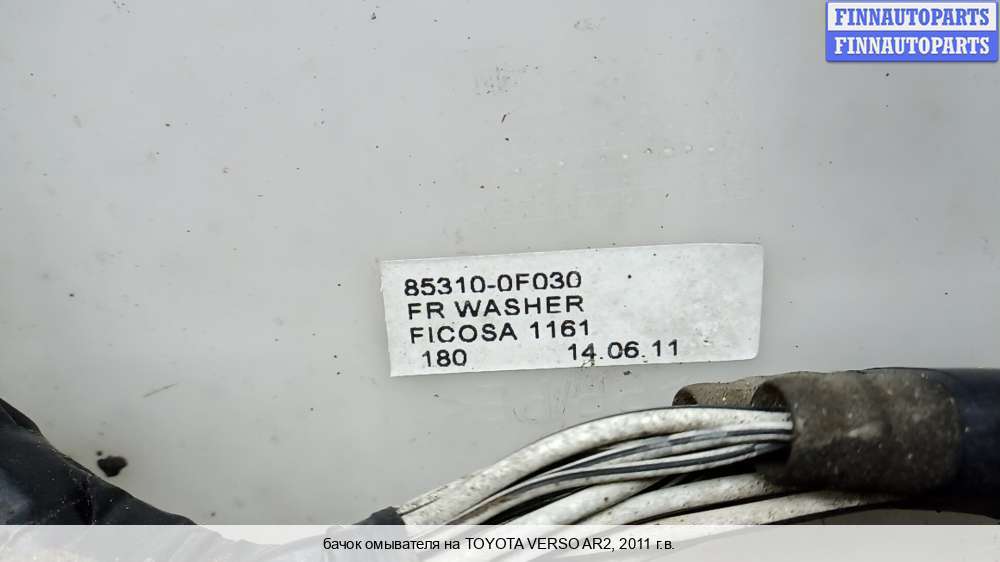 FINNAUTOPARTS
FINNAUTOPARTS
85310-0F030
FR WASHER
FICOSA 1161
180 14.06.11
бачок омывателя на TOYOTA VERSO AR2, 2011 г.в.